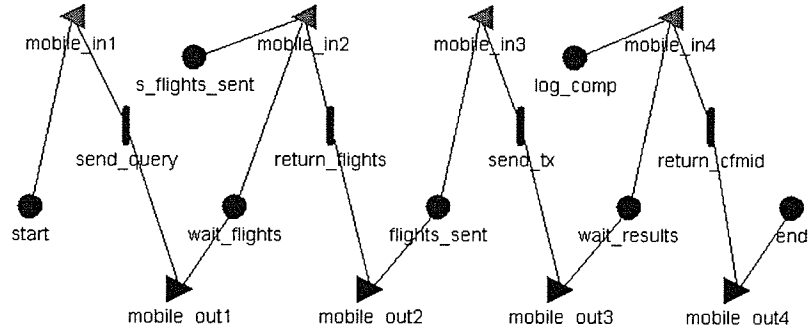 mobile_in1
mobile_in2
mobile_in3
mobile_in4
s_flights_sent
log_comp
send_query
return_flights
send_tx
return_cfmid
start
wait_flights
flights_sent
wait_results
end
mobile_out1
mobile_out2
mobile_out3
mobile_out4